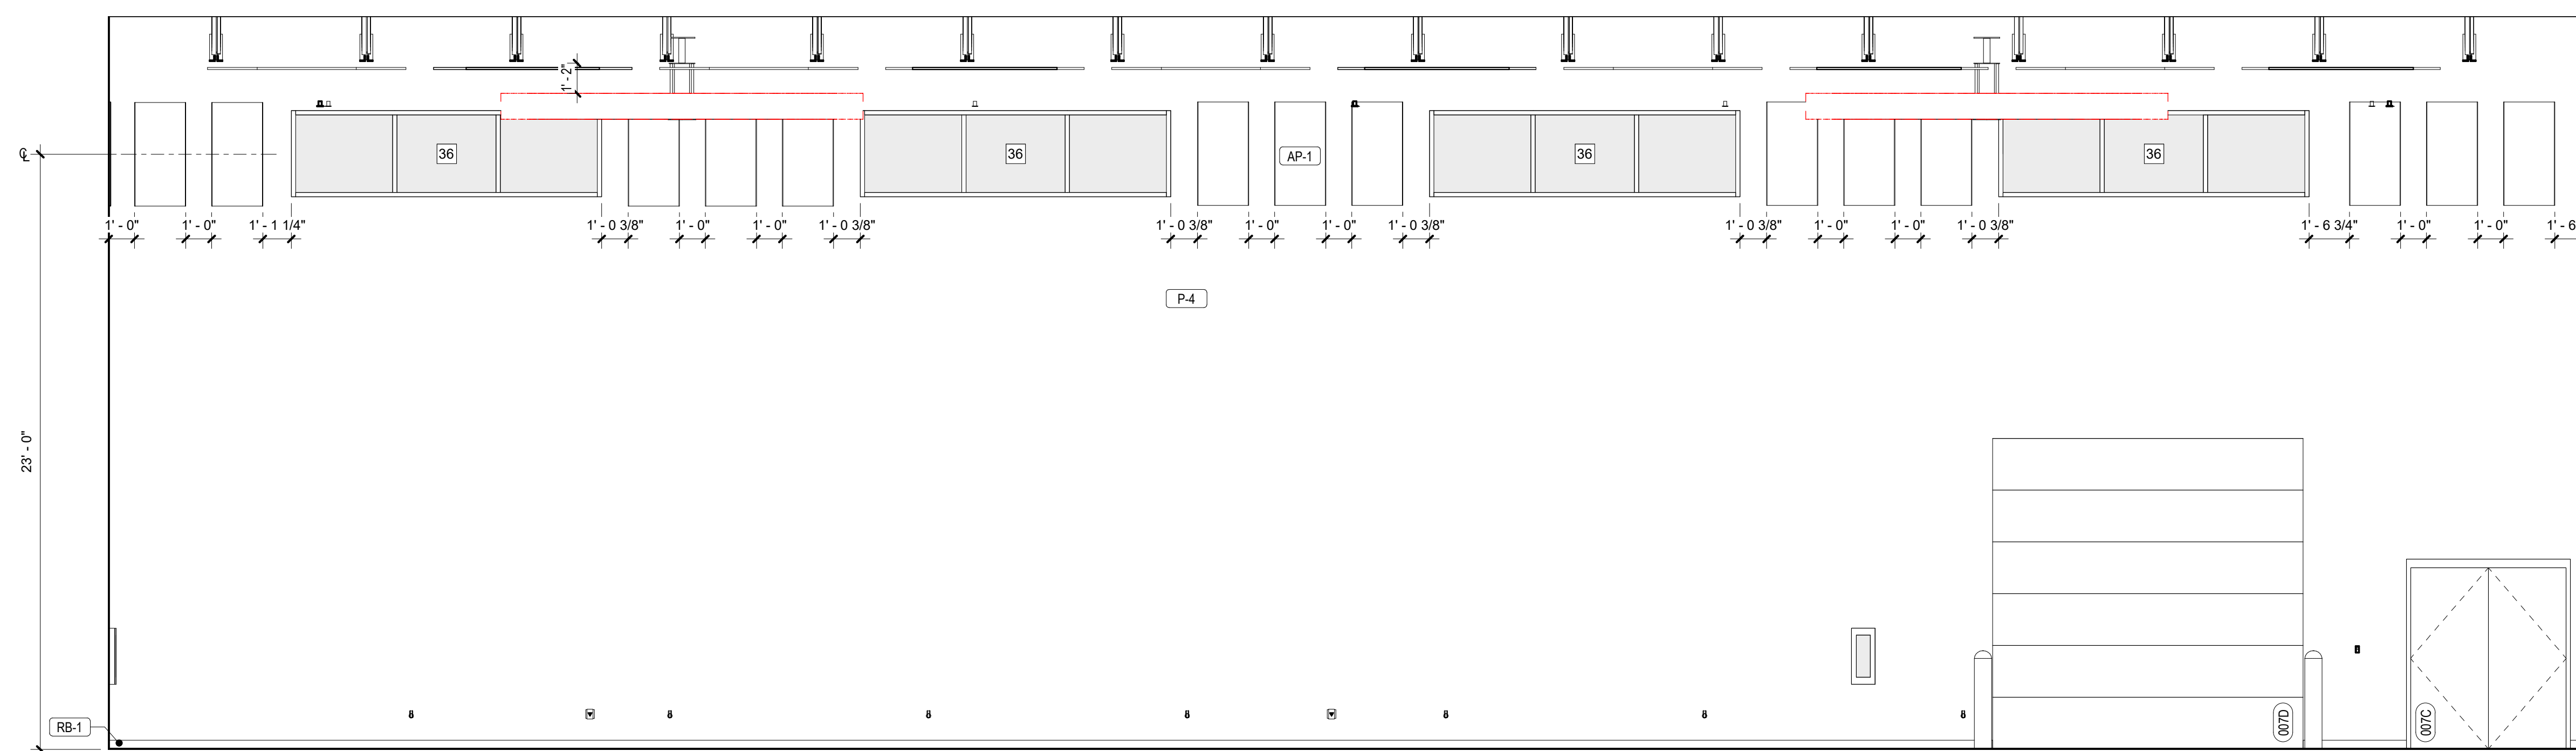 1' - 2"
36
36
36
36
AP-1
℄
1' - 0"
1' - 0"
1' - 1 1/4"
1' - 0 3/8"
1' - 0"
1' - 0"
1' - 0 3/8"
1' - 0 3/8"
1' - 0"
1' - 0"
1' - 0 3/8"
1' - 0 3/8"
1' - 0"
1' - 0"
1' - 0 3/8"
1' - 6 3/4"
1' - 0"
1' - 0"
1' - 6
P-4
23' - 0"
RB-1
007D
007C